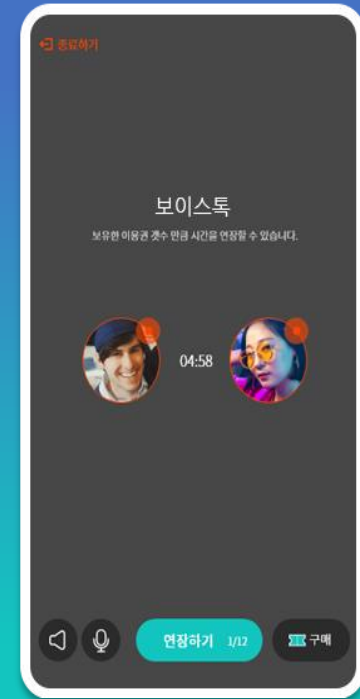 종료하기
보이스톡
보유한 이용권 갯수 만큼 시간을 연장할 수 있습니다.
04:58
연장하기 1/12
구매